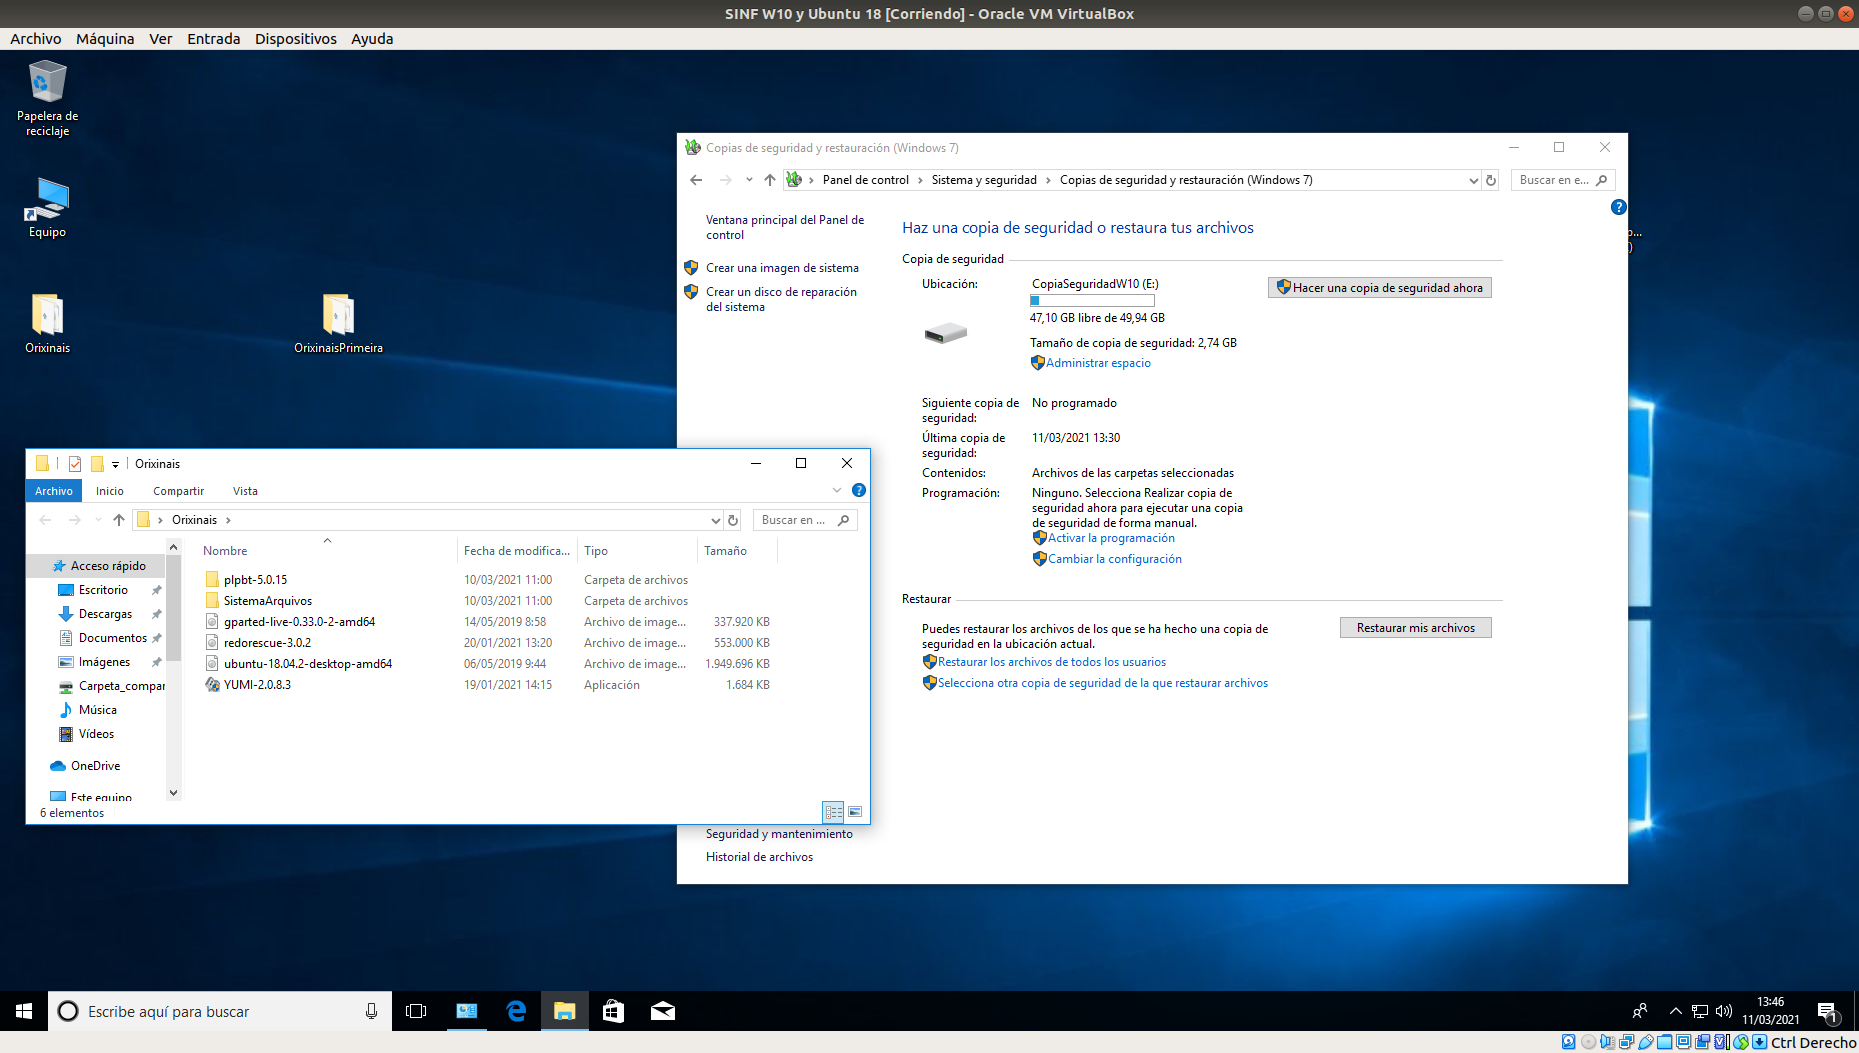 SINF W10 y Ubuntu 18 [Corriendo] - Oracle VM VirtualBox
Archivo Máquina Ver Entrada Dispositivos Ayuda
Papelera de
reciclaje
Equipo
Orixinais
OrixinaisPrimeira
Copias de seguridad y restauración (Windows 7)
Panel de control Sistema y seguridad Copias de seguridad y restauración (Windows 7)
Buscar en e...
Ventana principal del Panel de
control
Crear una imagen de sistema
Crear un disco de reparación
del sistema
Seguridad y mantenimiento
Historial de archivos
Haz una copia de seguridad o restaura tus archivos
Copia de seguridad
Ubicación:
CopiaSeguridadW10 (E:)
47,10 GB libre de 49,94 GB
Tamaño de copia de seguridad: 2,74 GB
Administrar espacio
Hacer una copia de seguridad ahora
Siguiente copia de
seguridad:
No programado
Última copia de
seguridad:
11/03/2021 13:30
Contenidos:
Archivos de las carpetas seleccionadas
Programación:
Ninguno. Selecciona Realizar copia de
seguridad ahora para ejecutar una copia
de seguridad de forma manual.
Activar la programación
Cambiar la configuración
Restaurar
Puedes restaurar los archivos de los que se ha hecho una copia de
seguridad en la ubicación actual.
Restaurar mis archivos
Restaurar los archivos de todos los usuarios
Selecciona otra copia de seguridad de la que restaurar archivos
Orixinais
Archivo Inicio Compartir Vista
Orixinais
Buscar en ...
Acceso rápido
Escritorio
Descargas
Documentos
Imágenes
Carpeta_compar
Música
Vídeos
OneDrive
Este equipo
Nombre Fecha de modifica... Tipo Tamaño
plpbt-5.0.15 10/03/2021 11:00 Carpeta de archivos
SistemaArquivos 10/03/2021 11:00 Carpeta de archivos
gparted-live-0.33.0-2-amd64 14/05/2019 8:58 Archivo de image... 337.920 KB
redorescue-3.0.2 20/01/2021 13:20 Archivo de image... 553.000 KB
ubuntu-18.04.2-desktop-amd64 06/05/2019 9:44 Archivo de image... 1.949.696 KB
YUMI-2.0.8.3 19/01/2021 14:15 Aplicación 1.684 KB
6 elementos
Escribe aquí para buscar
13:46
11/03/2021
1
Ctrl Derecho